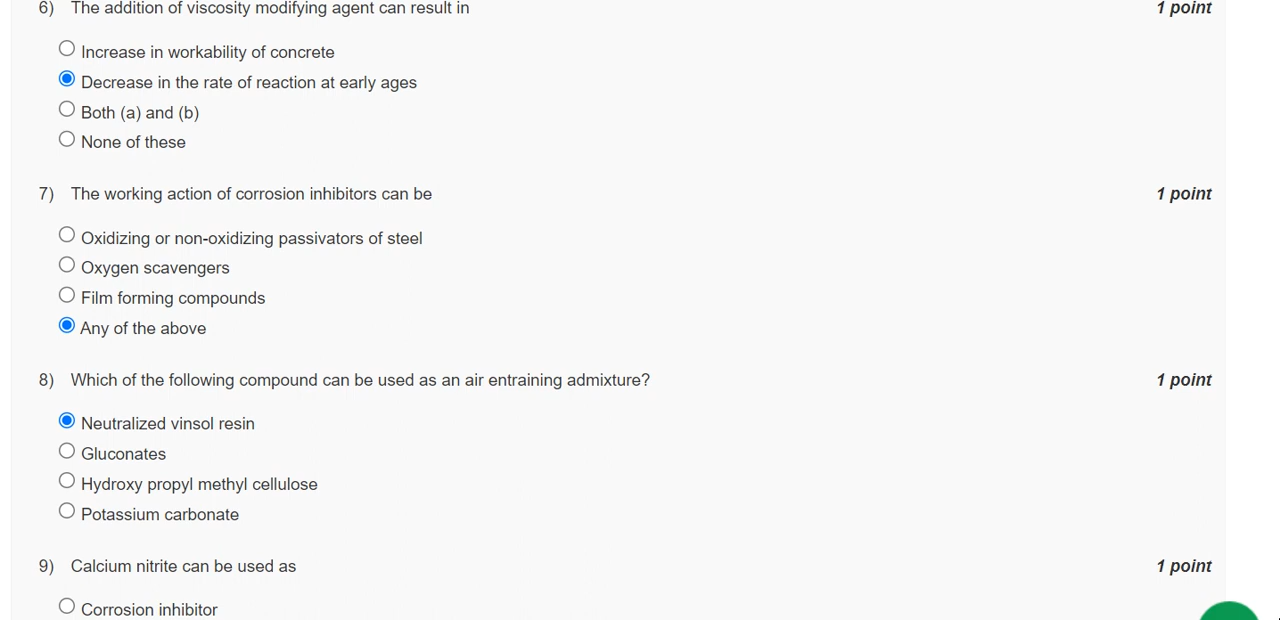 6) The addition of viscosity modifying agent can result in 1 point
Increase in workability of concrete
Decrease in the rate of reaction at early ages
Both (a) and (b)
None of these
7) The working action of corrosion inhibitors can be 1 point
Oxidizing or non-oxidizing passivators of steel
Oxygen scavengers
Film forming compounds
Any of the above
8) Which of the following compound can be used as an air entraining admixture? 1 point
Neutralized vinsol resin
Gluconates
Hydroxy propyl methyl cellulose
Potassium carbonate
9) Calcium nitrite can be used as 1 point
Corrosion inhibitor